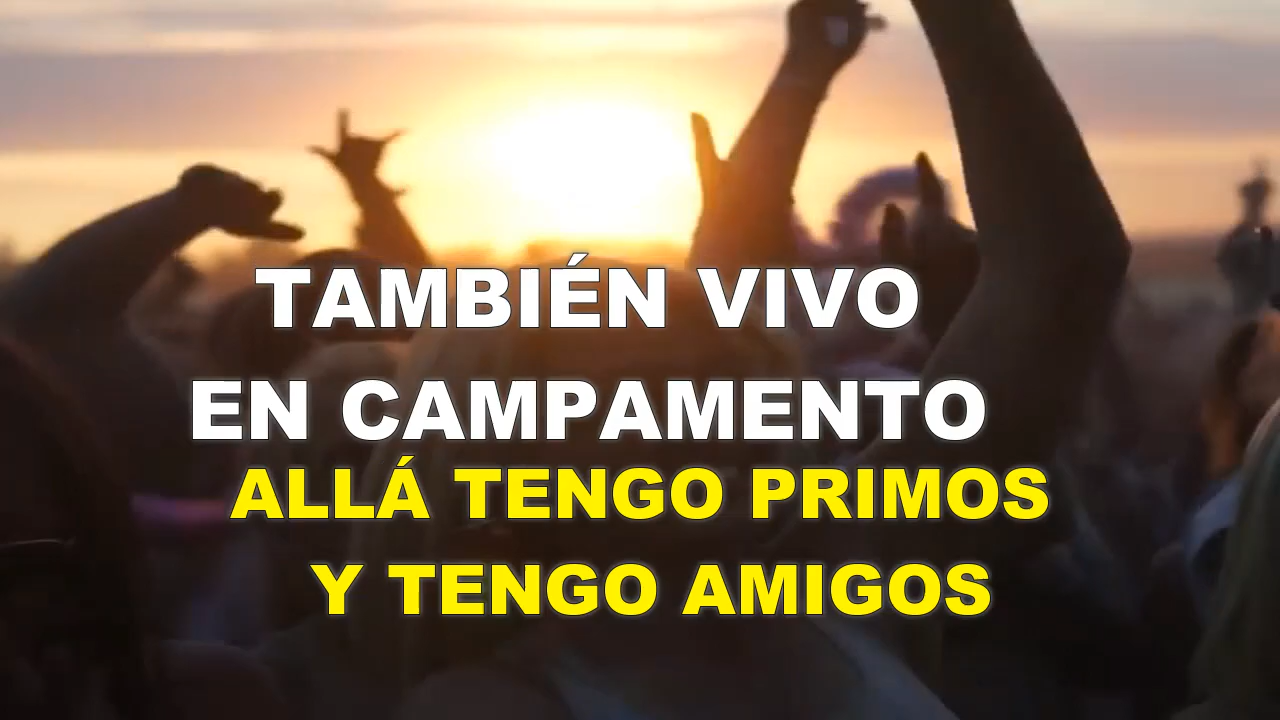 TAMBIÉN VIVO
EN CAMPAMENTO
ALLÁ TENGO PRIMOS
Y TENGO AMIGOS